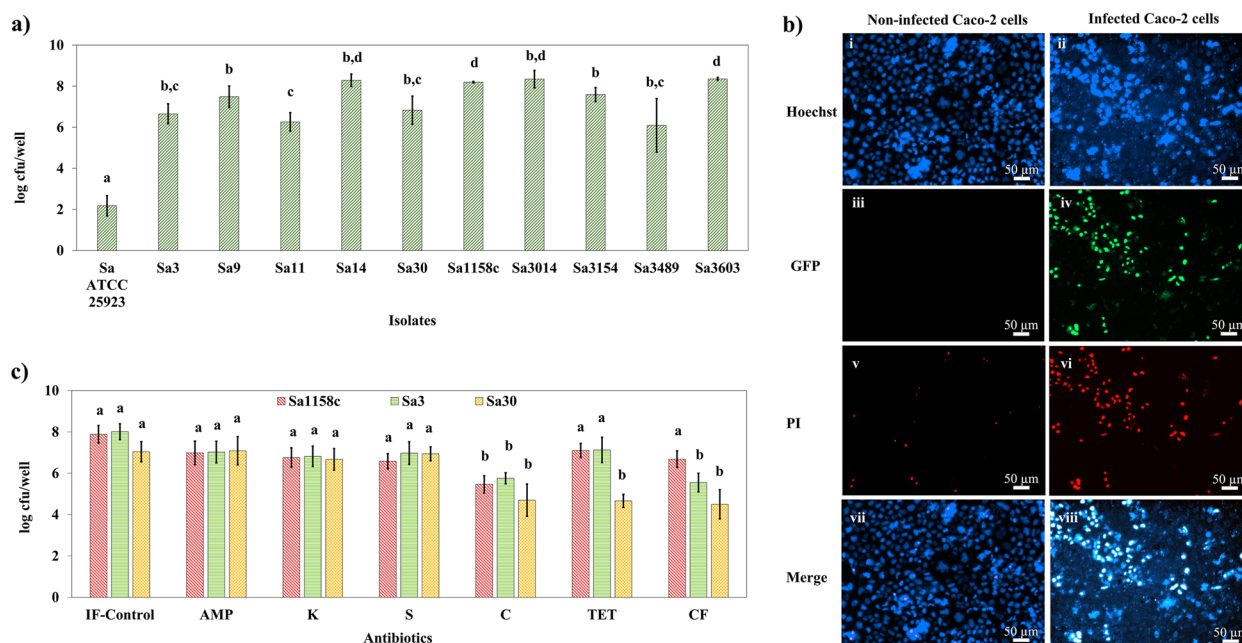 a)
log cfu/well
10
8
6
4
2
0
a
b,c
b
c
b,d
b,c
d
b,d
b
b,c
d
Sa ATCC 25923
Sa3
Sa9
Sa11
Sa14
Sa30
Sa1158c
Sa3014
Sa3154
Sa3489
Sa3603
Isolates
b)
Non-infected Caco-2 cells
Infected Caco-2 cells
Hoechst
i
50 µm
ii
50 µm
GFP
iii
50 µm
iv
50 µm
PI
v
50 µm
vi
50 µm
Merge
vii
50 µm
viii
50 µm
c)
log cfu/well
10
8
6
4
2
0
Sa1158c
Sa3
Sa30
a a a
a a a
a a a
a a a
b b b
a a b
a b b
IF-Control
AMP
K
S
C
TET
CF
Antibiotics